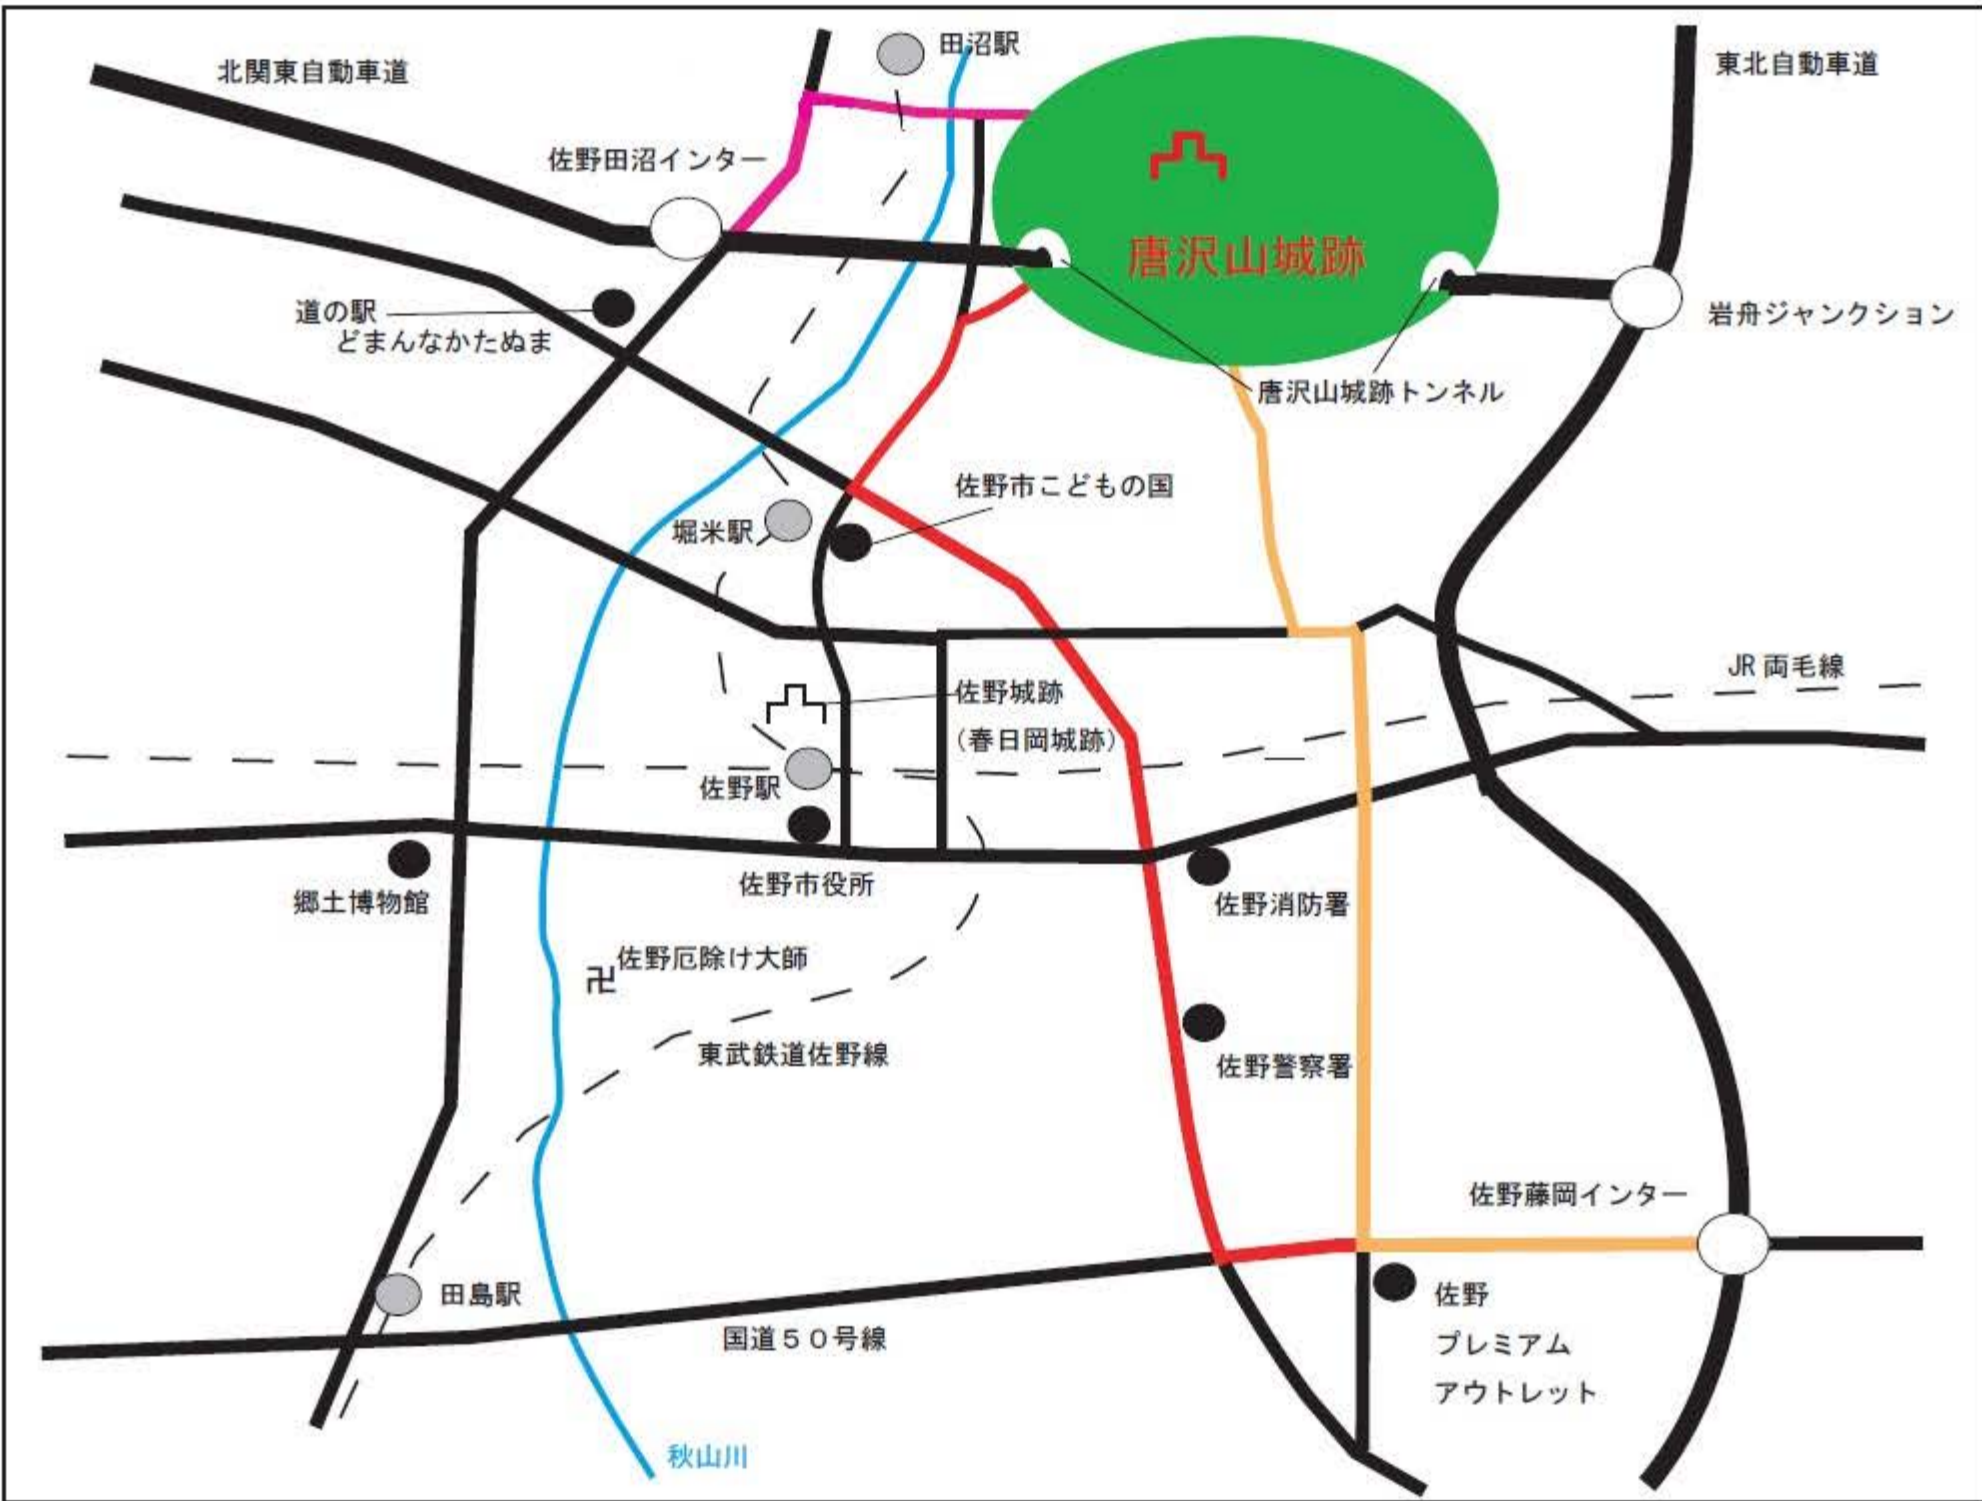 田沼駅
北関東自動車道
東北自動車道
佐野田沼インター
唐沢山城跡
道の駅
どまんなかたぬま
岩舟ジャンクション
唐沢山城跡トンネル
佐野市こどもの国
堀米駅
JR 両毛線
佐野城跡
（春日岡城跡）
佐野駅
佐野市役所
郷土博物館
佐野消防署
卍
佐野厄除け大師
東武鉄道佐野線
佐野警察署
佐野藤岡インター
田島駅
佐野
プレミアム
アウトレット
国道５０号線
秋山川